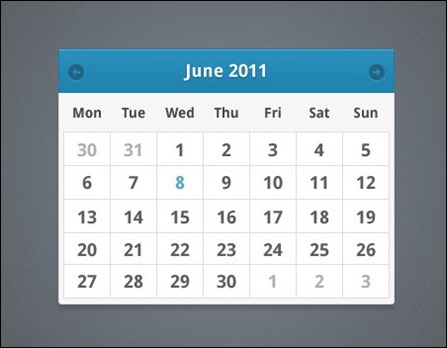 June 2011
Mon Tue Wed Thu Fri Sat Sun
30 31 1 2 3 4 5
6 7 8 9 10 11 12
13 14 15 16 17 18 19
20 21 22 23 24 25 26
27 28 29 30 1 2 3